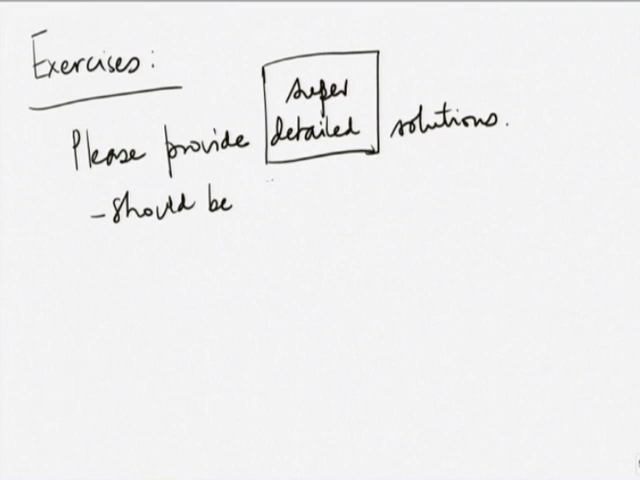 Exercises:
Please provide super detailed solutions.
- Should be